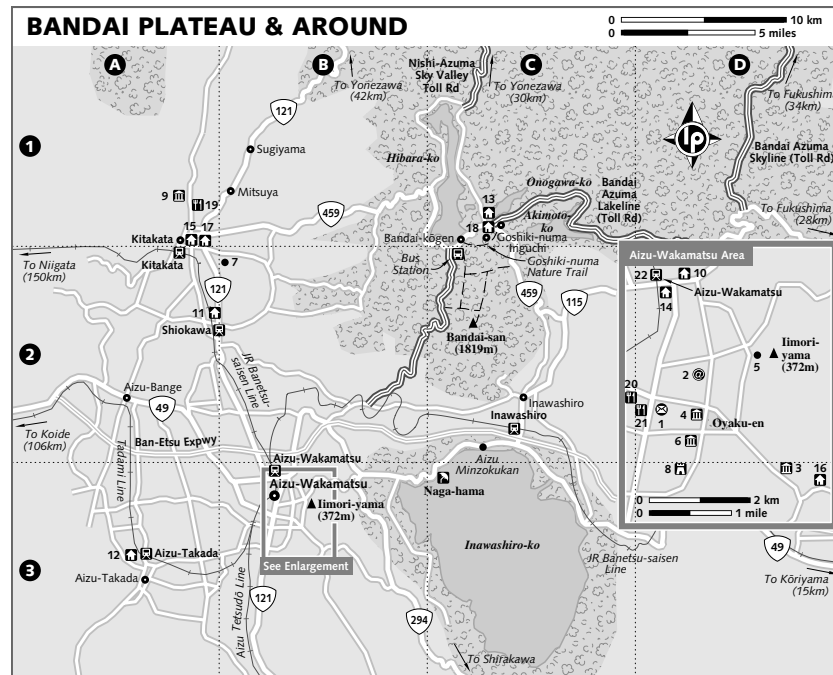 BANDAI PLATEAU & AROUND
0 10 km
0 5 miles
A
B
C
D
1
2
3
To Yonezawa
(42km)
Nishi-Azuma
Sky Valley
Toll Rd
To Yonezawa
(30km)
To Fukushima
(34km)
lp
Bandai Azuma
Skyline (Toll Rd)
To Fukushima
(28km)
121
Sugiyama
Hibara-ko
Mitsuya
9
19
13
Onogawa-ko
Bandai
Azuma
Lakeline
(Toll Rd)
Akimoto-
ko
18
459
15
17
Kitakata
Kitakata
7
Bandai-kōgen
Goshiki-numa
Iriguchi
Bus
Station
Goshiki-numa
Nature Trail
To Niigata
(150km)
121
459
115
11
Shiokawa
Bandai-san
(1819m)
JR Banetsu-
saisen Line
Aizu-Bange
49
To Koide
(106km)
Ban-Etsu Expwy
Tadami Line
Inawashiro
Inawashiro
Aizu
Minzokukan
Aizu-Wakamatsu
Aizu-Wakamatsu
Iimori-yama
(372m)
Naga-hama
See Enlargement
12
Aizu-Takada
Aizu-Takada
Aizu Tetsudō Line
121
294
Inawashiro-ko
To Shirakawa
JR Banetsu-saisen
Line
49
To Kōriyama
(15km)
Aizu-Wakamatsu Area
22
10
Aizu-Wakamatsu
14
Iimori-
yama
(372m)
5
2
20
21
1
4
Oyaku-en
6
8
3
16
0 2 km
0 1 mile